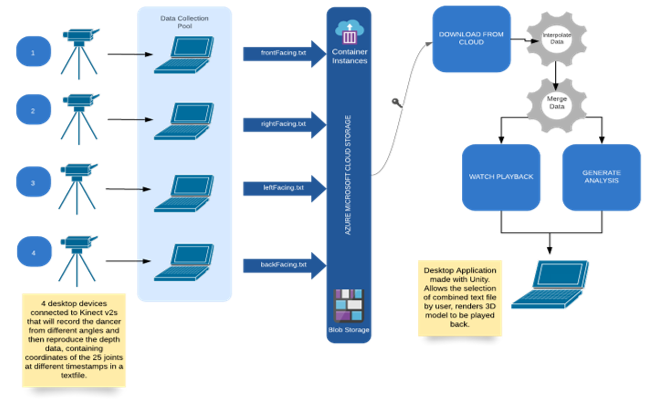 Data Collection
Pool
1
2
3
4
frontFacing.txt
rightFacing.txt
leftFacing.txt
backFacing.txt
Container
Instances
AZURE MICROSOFT CLOUD STORAGE
Blob Storage
DOWNLOAD FROM
CLOUD
Interpolate
Data
Merge
Data
WATCH PLAYBACK
GENERATE
ANALYSIS
4 desktop devices
connected to Kinect v2s
that will record the dancer
from different angles and
then reproduce the depth
data, containing
coordinates of the 25 joints
at different timestamps in a
textfile.
Desktop Application
made with Unity.
Allows the selection
of combined text file
by user, renders 3D
model to be played
back.